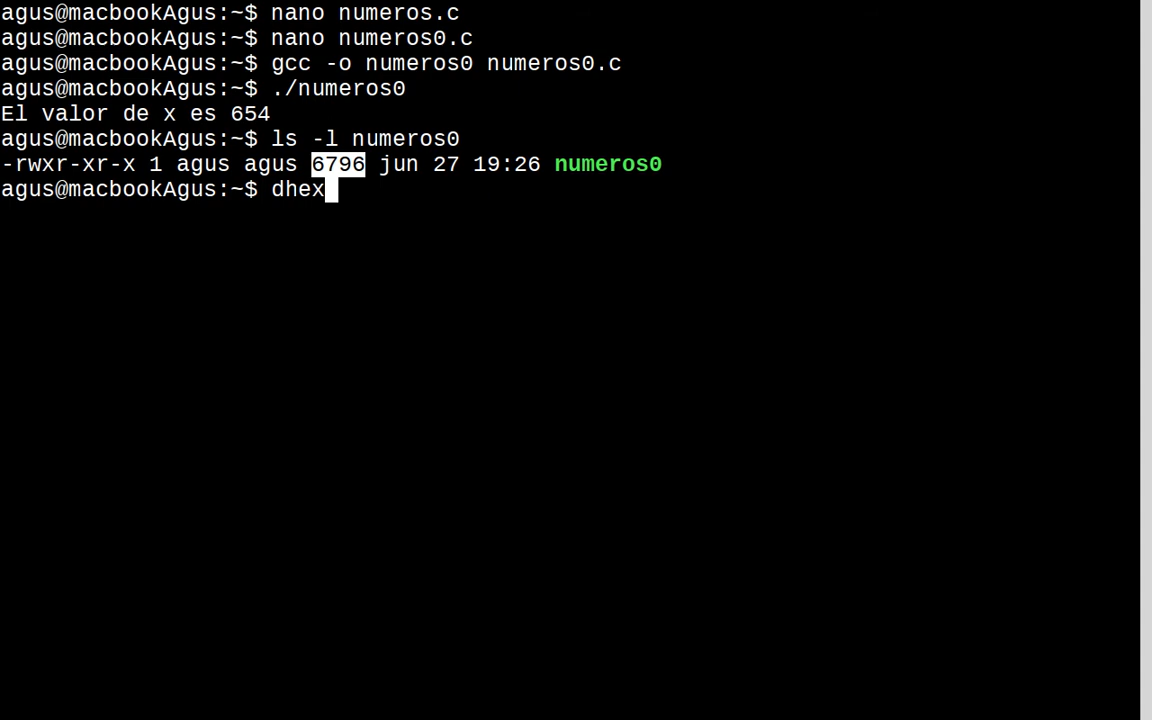 agus@macbookAgus:~$ nano numeros.c
agus@macbookAgus:~$ nano numeros0.c
agus@macbookAgus:~$ gcc -o numeros0 numeros0.c
agus@macbookAgus:~$ ./numeros0
El valor de x es 654
agus@macbookAgus:~$ ls -l numeros0
-rwxr-xr-x 1 agus agus 6796 jun 27 19:26 numeros0
agus@macbookAgus:~$ dhex